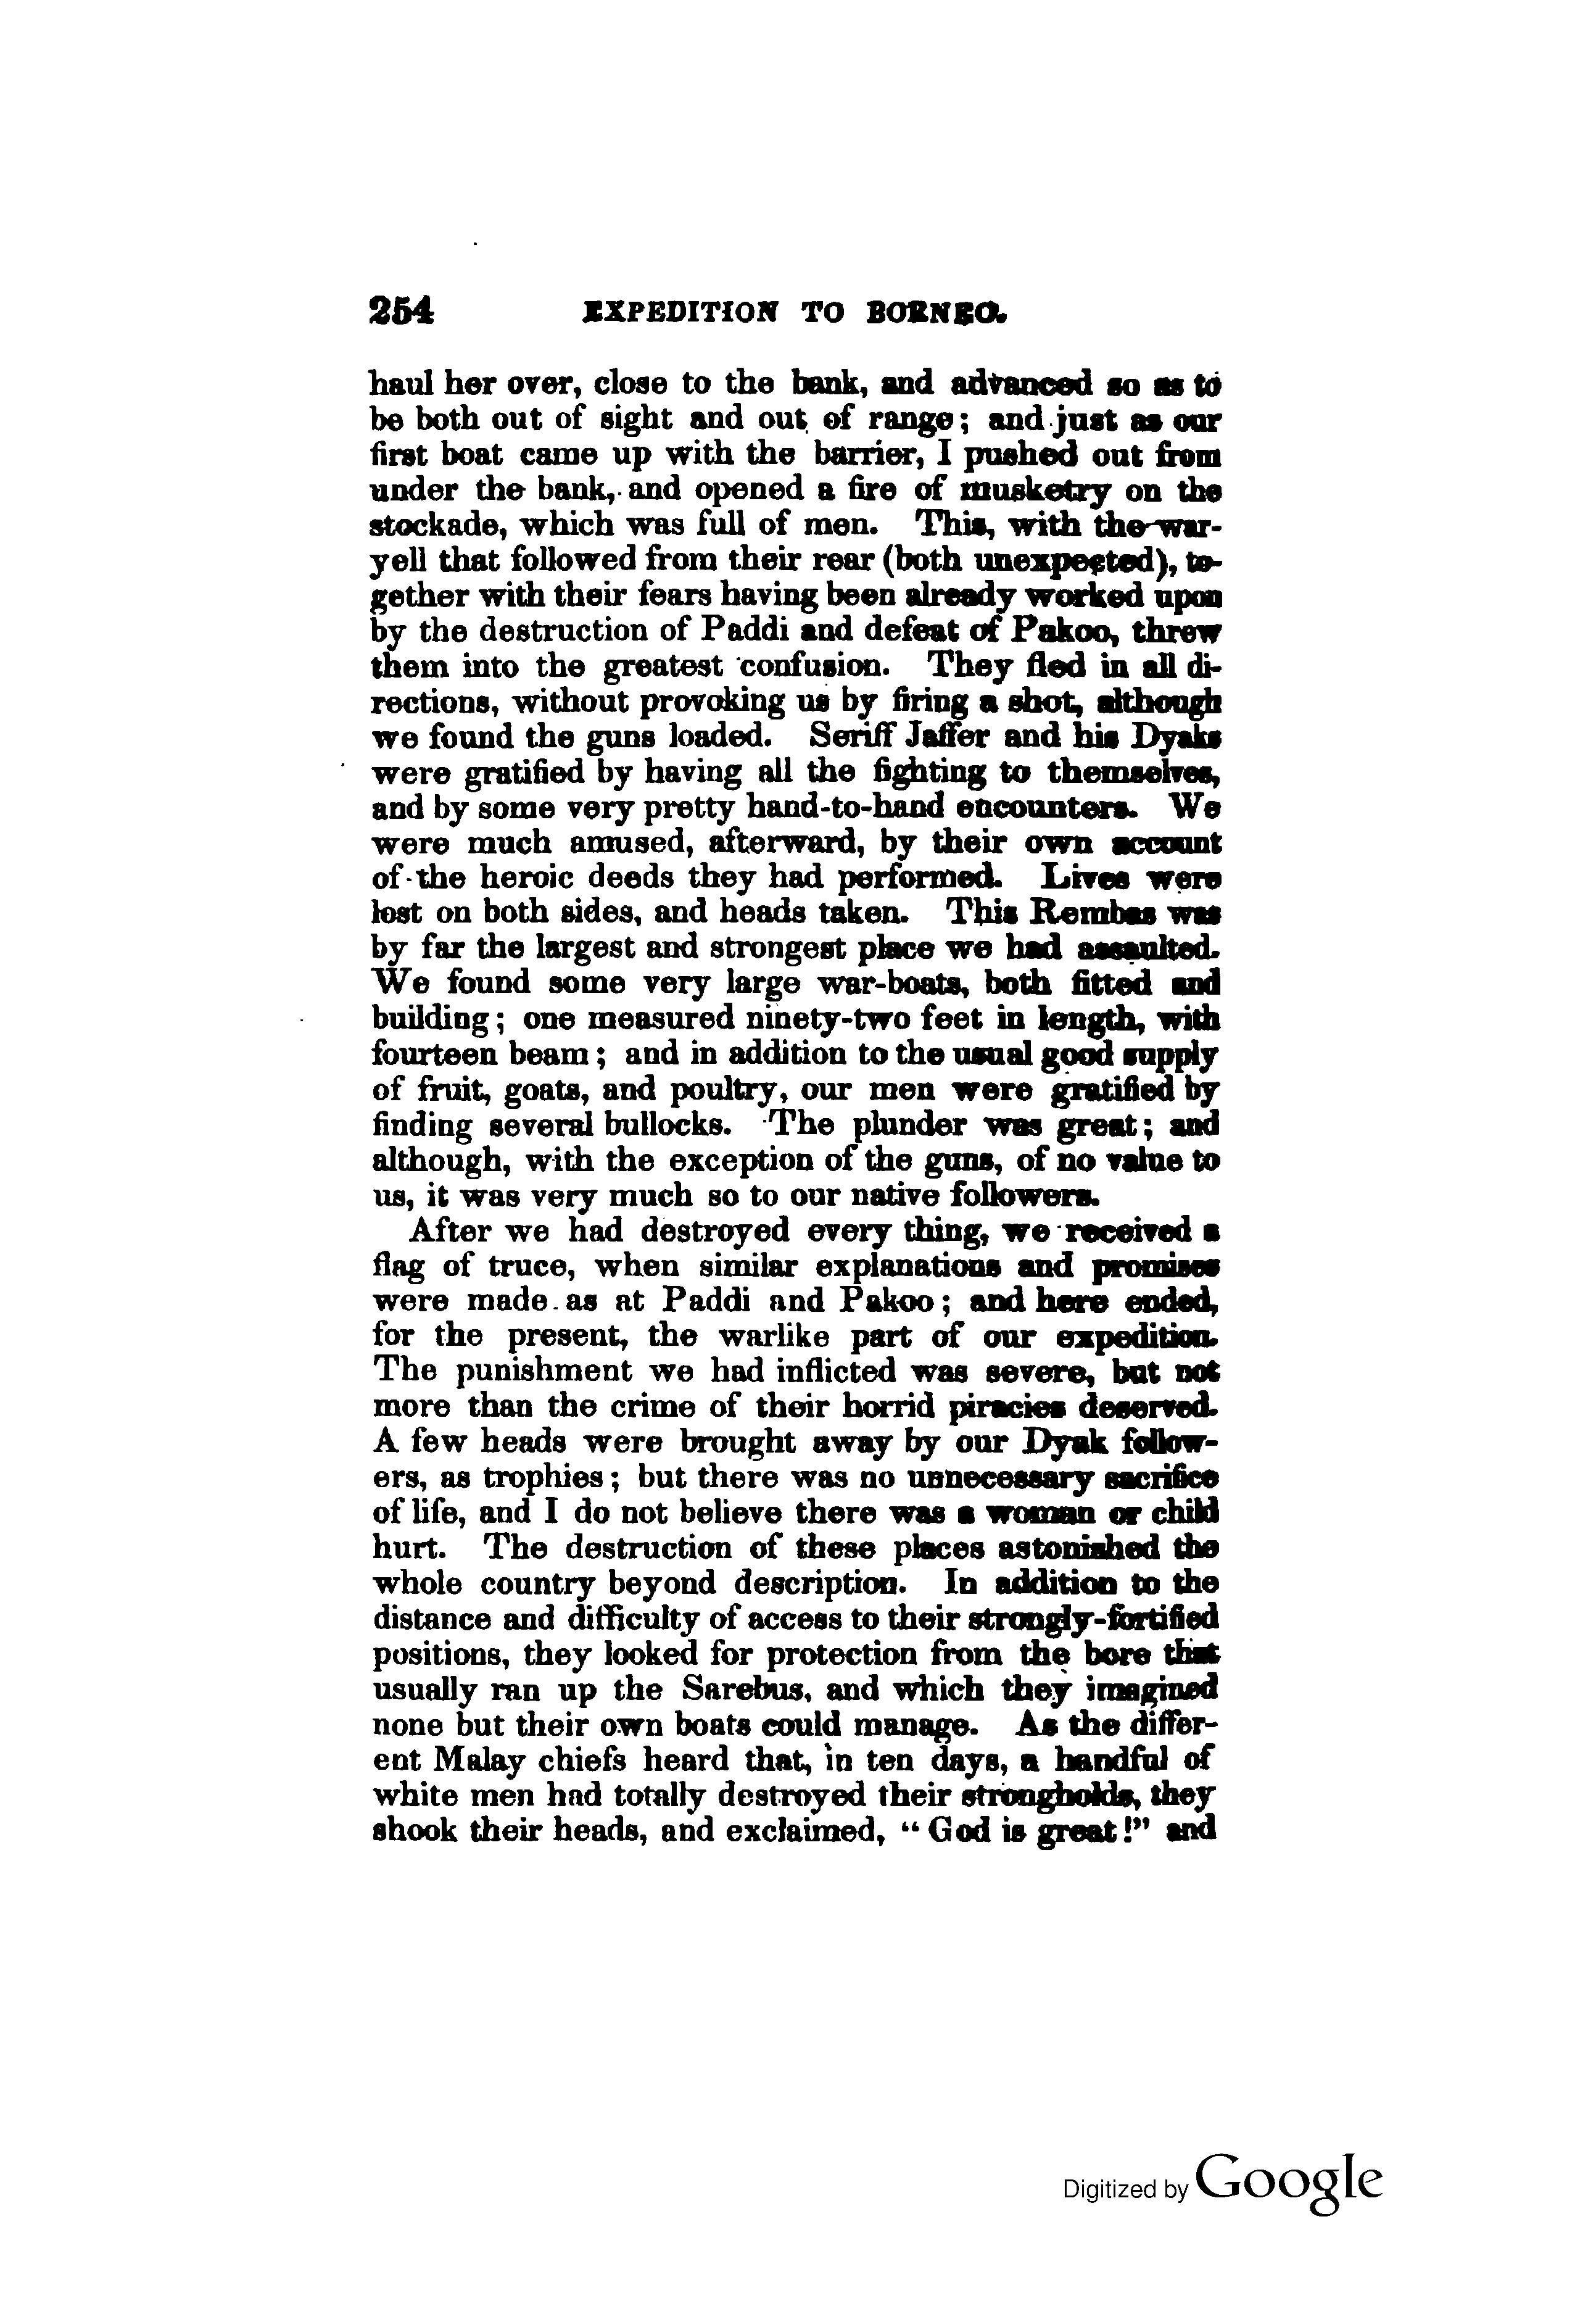 254 EXPEDITION TO BORNEO.
haul her over, close to the bank, and advanced so as to
be both out of sight and out of range; and just as our
first boat came up with the barrier, I pushed out from
under the bank, and opened a fire of musketry on the
stockade, which was full of men. This, with the war-
yell that followed from their rear (both unexpected), to-
gether with their fears having been already worked upon
by the destruction of Paddi and defeat of Pakoo, threw
them into the greatest confusion. They fled in all di-
rections, without provoking us by firing a shot, although
we found the guns loaded. Seriff Jaffer and his Dyaks
were gratified by having all the fighting to themselves,
and by some very pretty hand-to-hand encounters. We
were much amused, afterward, by their own account
of the heroic deeds they had performed. Lives were
lost on both sides, and heads taken. This Rembas was
by far the largest and strongest place we had assaulted.
We found some very large war-boats, both fitted and
building; one measured ninety-two feet in length, with
fourteen beam; and in addition to the usual good supply
of fruit, goats, and poultry, our men were gratified by
finding several bullocks. The plunder was great; and
although, with the exception of the guns, of no value to
us, it was very much so to our native followers.
After we had destroyed every thing, we received a
flag of truce, when similar explanations and promises
were made as at Paddi and Pakoo; and here ended,
for the present, the warlike part of our expedition.
The punishment we had inflicted was severe, but not
more than the crime of their horrid piracies deserved.
A few heads were brought away by our Dyak follow-
ers, as trophies; but there was no unnecessary sacrifice
of life, and I do not believe there was a woman or child
hurt. The destruction of these places astonished the
whole country beyond description. In addition to the
distance and difficulty of access to their strongly-fortified
positions, they looked for protection from the bore that
usually ran up the Sarebus, and which they imagined
none but their own boats could manage. As the differ-
ent Malay chiefs heard that, in ten days, a handful of
white men had totally destroyed their strongholds, they
shook their heads, and exclaimed, "God is great!" and
Digitized by Google